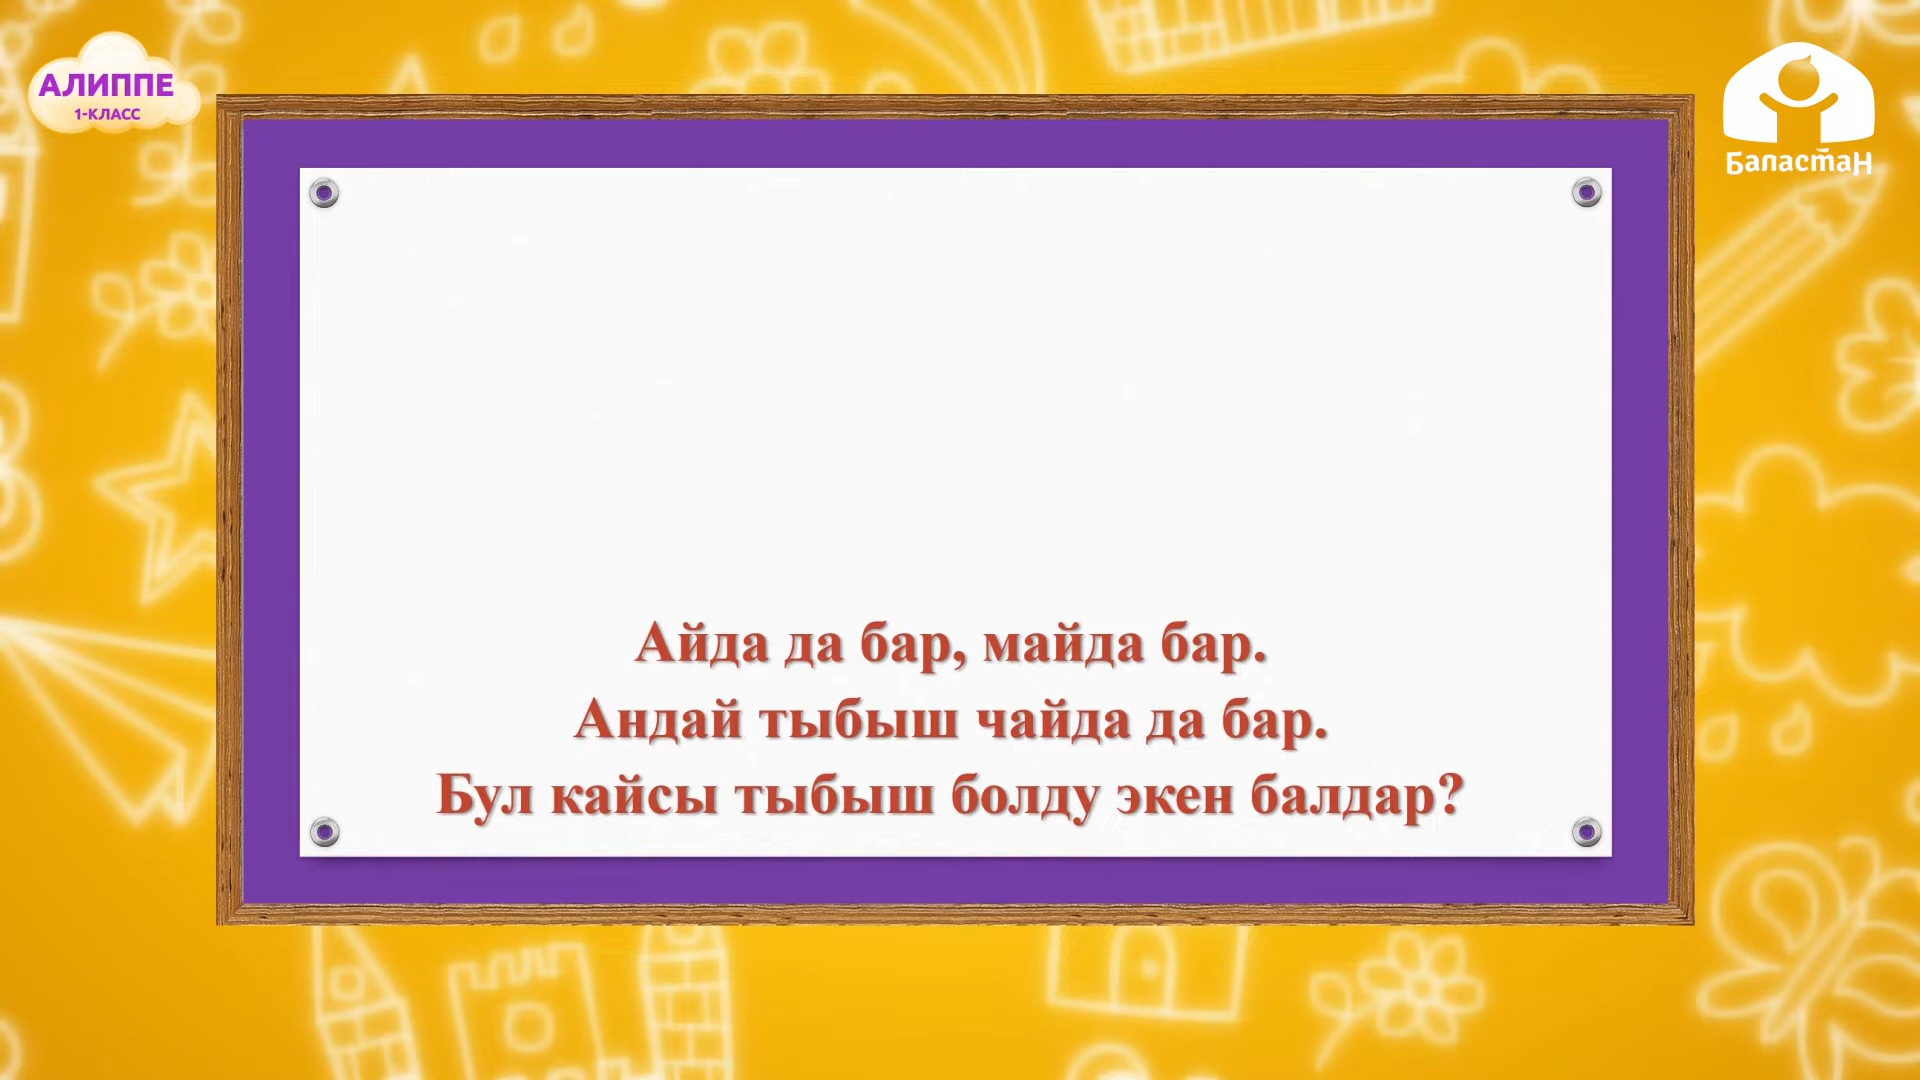 АЛИППЕ
1-КЛАСС
Баластан
Айда да бар, майда бар.
Андай тыбыш чайда да бар.
Бул кайсы тыбыш болду экен балдар?